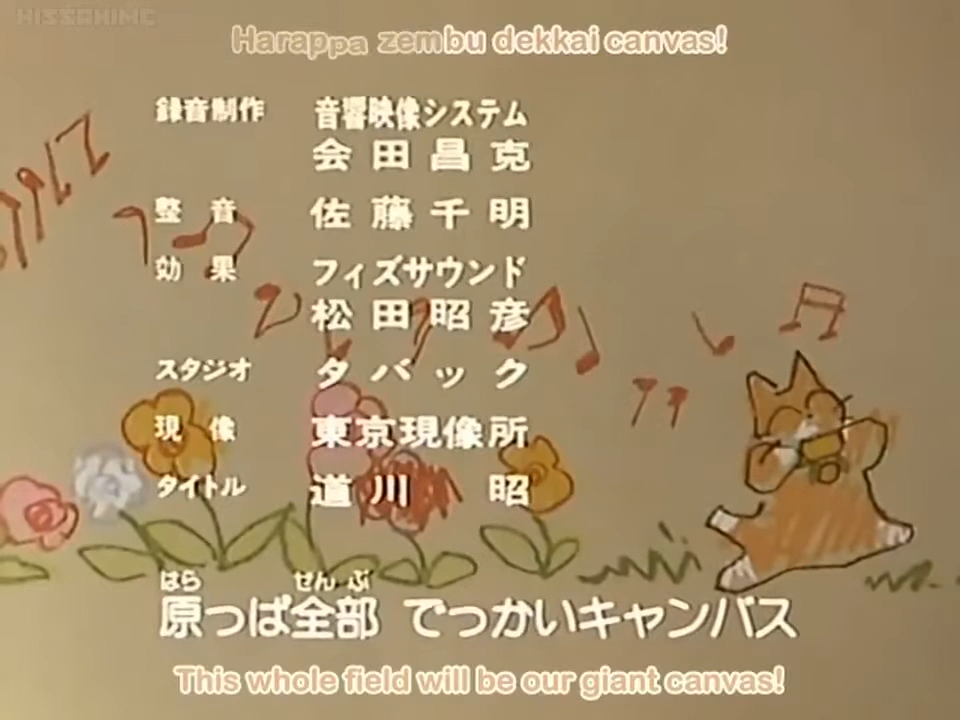 HISSAHIME
Harappa zembu dekkai canvas!
録音制作 音響映像システム
会田昌克
整音 佐藤千明
効果 フィズサウンド
松田昭彦
スタジオ タバック
現像 東京現像所
タイトル 道川昭
はら ぜんぶ
原っぱ全部 でっかいキャンバス
This whole field will be our giant canvas!